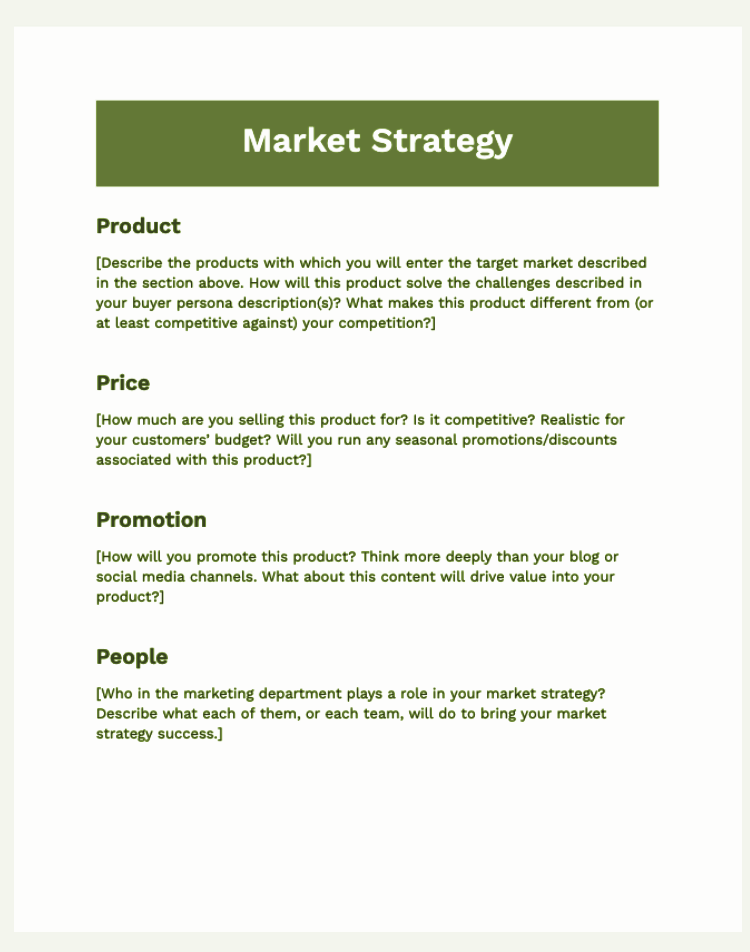 Market Strategy
Product
[Describe the products with which you will enter the target market described
in the section above. How will this product solve the challenges described in
your buyer persona description(s)? What makes this product different from (or
at least competitive against) your competition?]
Price
[How much are you selling this product for? Is it competitive? Realistic for
your customers' budget? Will you run any seasonal promotions/discounts
associated with this product?]
Promotion
[How will you promote this product? Think more deeply than your blog or
social media channels. What about this content will drive value into your
product?]
People
[Who in the marketing department plays a role in your market strategy?
Describe what each of them, or each team, will do to bring your market
strategy success.]